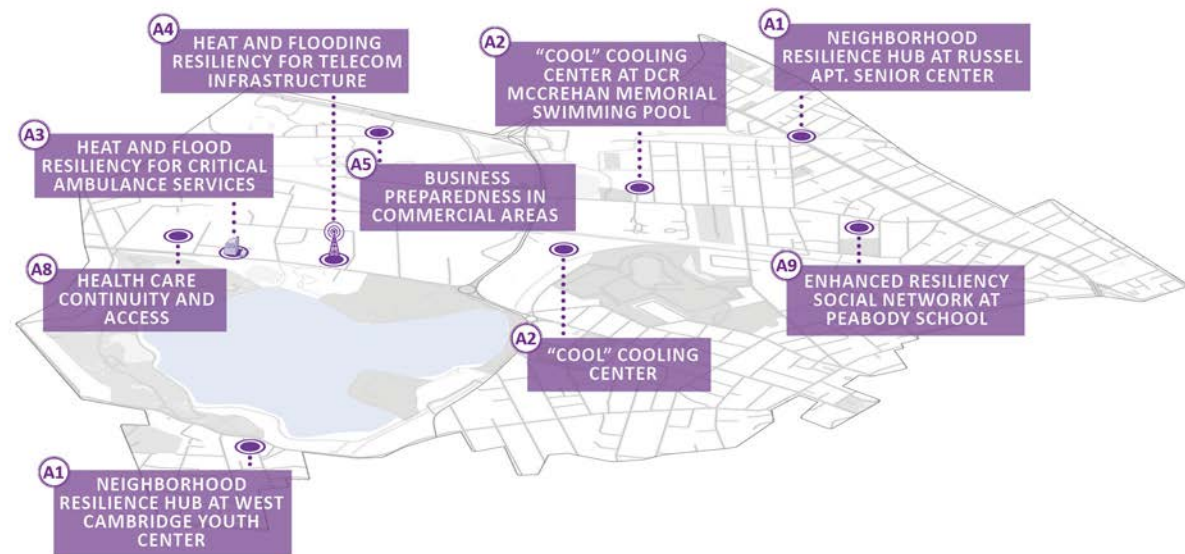 A4
HEAT AND FLOODING
RESILIENCY FOR TELECOM
INFRASTRUCTURE
A2
"COOL" COOLING
CENTER AT DCR
MCCREHAN MEMORIAL
SWIMMING POOL
A1
NEIGHBORHOOD
RESILIENCE HUB AT RUSSEL
APT. SENIOR CENTER
A3
HEAT AND FLOOD
RESILIENCY FOR CRITICAL
AMBULANCE SERVICES
A5
BUSINESS
PREPAREDNESS IN
COMMERCIAL AREAS
A8
HEALTH CARE
CONTINUITY AND
ACCESS
A9
ENHANCED RESILIENCY
SOCIAL NETWORK AT
PEABODY SCHOOL
A2
"COOL" COOLING
CENTER
A1
NEIGHBORHOOD
RESILIENCE HUB AT WEST
CAMBRIDGE YOUTH
CENTER